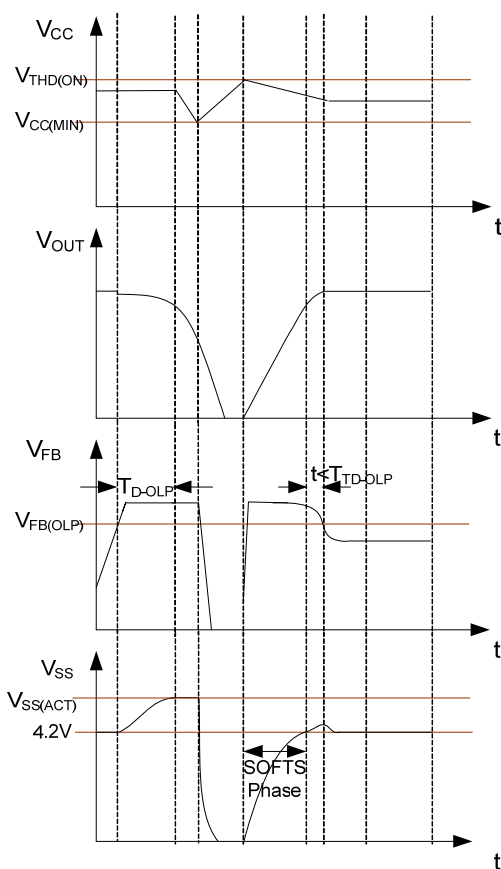 VCC
VTHD(ON)
VCC(MIN)
t
VOUT
t
VFB
TD-OLP
t<TTD-OLP
VFB(OLP)
t
VSS
VSS(ACT)
4.2V
SOFTS
Phase
t